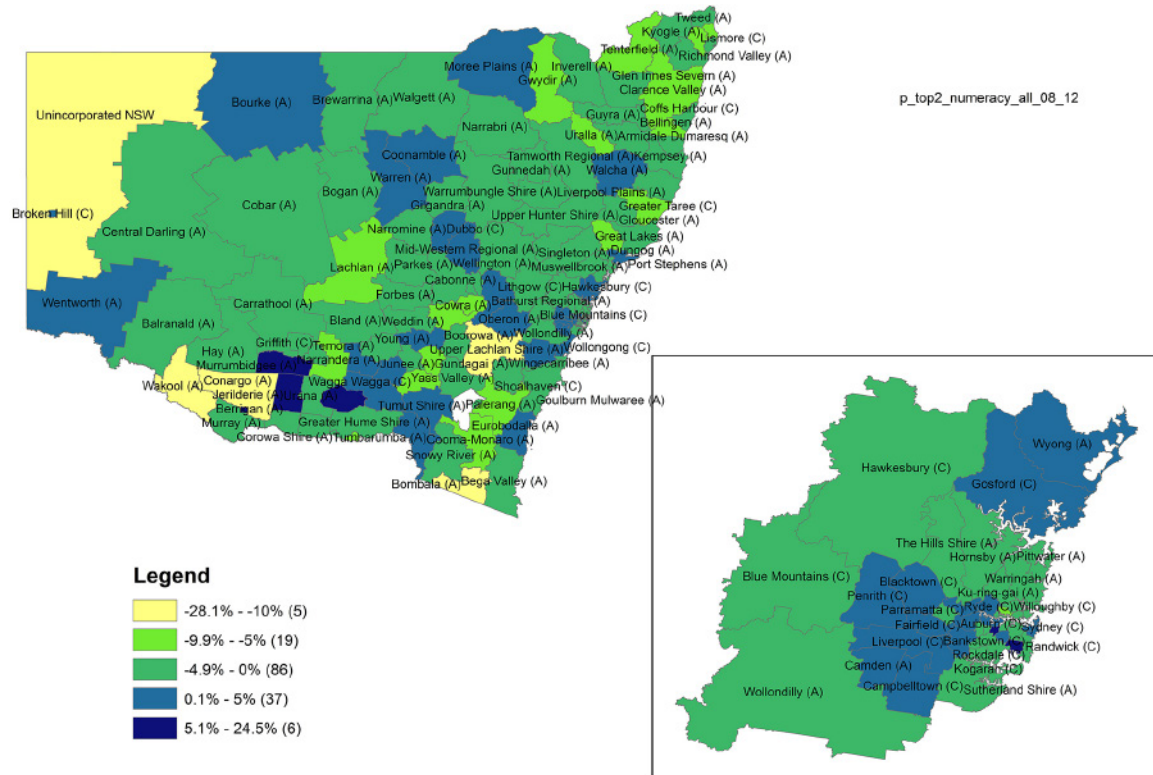 Tweed (A)
Kyogle (A)
Lismore (C)
Tenterfield (A)
Richmond Valley (A)
Moree Plains (A)
Inverell (A)
Gwydir (A)
Glen Innes Severn (A)
Clarence Valley (A)
p_top2_numeracy_all_08_12
Unincorporated NSW
Bourke (A)
Brewarrina (A)
Walgett (A)
Coffs Harbour (C)
Guyra (A)
Bellingen (A)
Narrabri (A)
Uralla (A)
Armidale Dumaresq (A)
Coonamble (A)
Tamworth Regional (A)
Kempsey (A)
Gunnedah (A)
Walcha (A)
Warren (A)
Bogan (A)
Warrumbungle Shire (A)
Liverpool Plains (A)
Cobar (A)
Gilgandra (A)
Greater Taree (C)
Broken Hill (C)
Upper Hunter Shire (A)
Gloucester (A)
Central Darling (A)
Narromine (A)
Dubbo (C)
Great Lakes (A)
Mid-Western Regional (A)
Singleton (A)
Dungog (A)
Lachlan (A)
Parkes (A)
Wellington (A)
Muswellbrook (A)
Port Stephens (A)
Cabonne (A)
Lithgow (C)
Hawkesbury (C)
Wentworth (A)
Carrathool (A)
Forbes (A)
Bathurst Regional (A)
Cowra (A)
Balranald (A)
Bland (A)
Weddin (A)
Oberon (A)
Blue Mountains (C)
Griffith (C)
Young (A)
Boorowa (A)
Wollondilly (A)
Hay (A)
Temora (A)
Upper Lachlan Shire (A)
Wollongong (C)
Murrumbidgee (A)
Narrandera (A)
Junee (A)
Gundagai (A)
Wingecarribee (A)
Wakool (A)
Conargo (A)
Wagga Wagga (C)
Yass Valley (A)
Shoalhaven (C)
Jerilderie (A)
Urana (A)
Tumut Shire (A)
Palerang (A)
Goulburn Mulwaree (A)
Berrigan (A)
Murray (A)
Greater Hume Shire (A)
Eurobodalla (A)
Corowa Shire (A)
Tumbarumba (A)
Cooma-Monaro (A)
Snowy River (A)
Bombala (A)
Bega Valley (A)
Legend
-28.1% - -10% (5)
-9.9% - -5% (19)
-4.9% - 0% (86)
0.1% - 5% (37)
5.1% - 24.5% (6)
Wyong (A)
Hawkesbury (C)
Gosford (C)
The Hills Shire (A)
Hornsby (A)
Pittwater (A)
Blue Mountains (C)
Blacktown (C)
Warringah (A)
Penrith (C)
Ku-ring-gai (A)
Parramatta (C)
Ryde (C)
Willoughby (C)
Fairfield (C)
Auburn (C)
Sydney (C)
Liverpool (C)
Bankstown (C)
Randwick (C)
Rockdale (C)
Camden (A)
Kogarah (C)
Wollondilly (A)
Campbelltown (C)
Sutherland Shire (A)